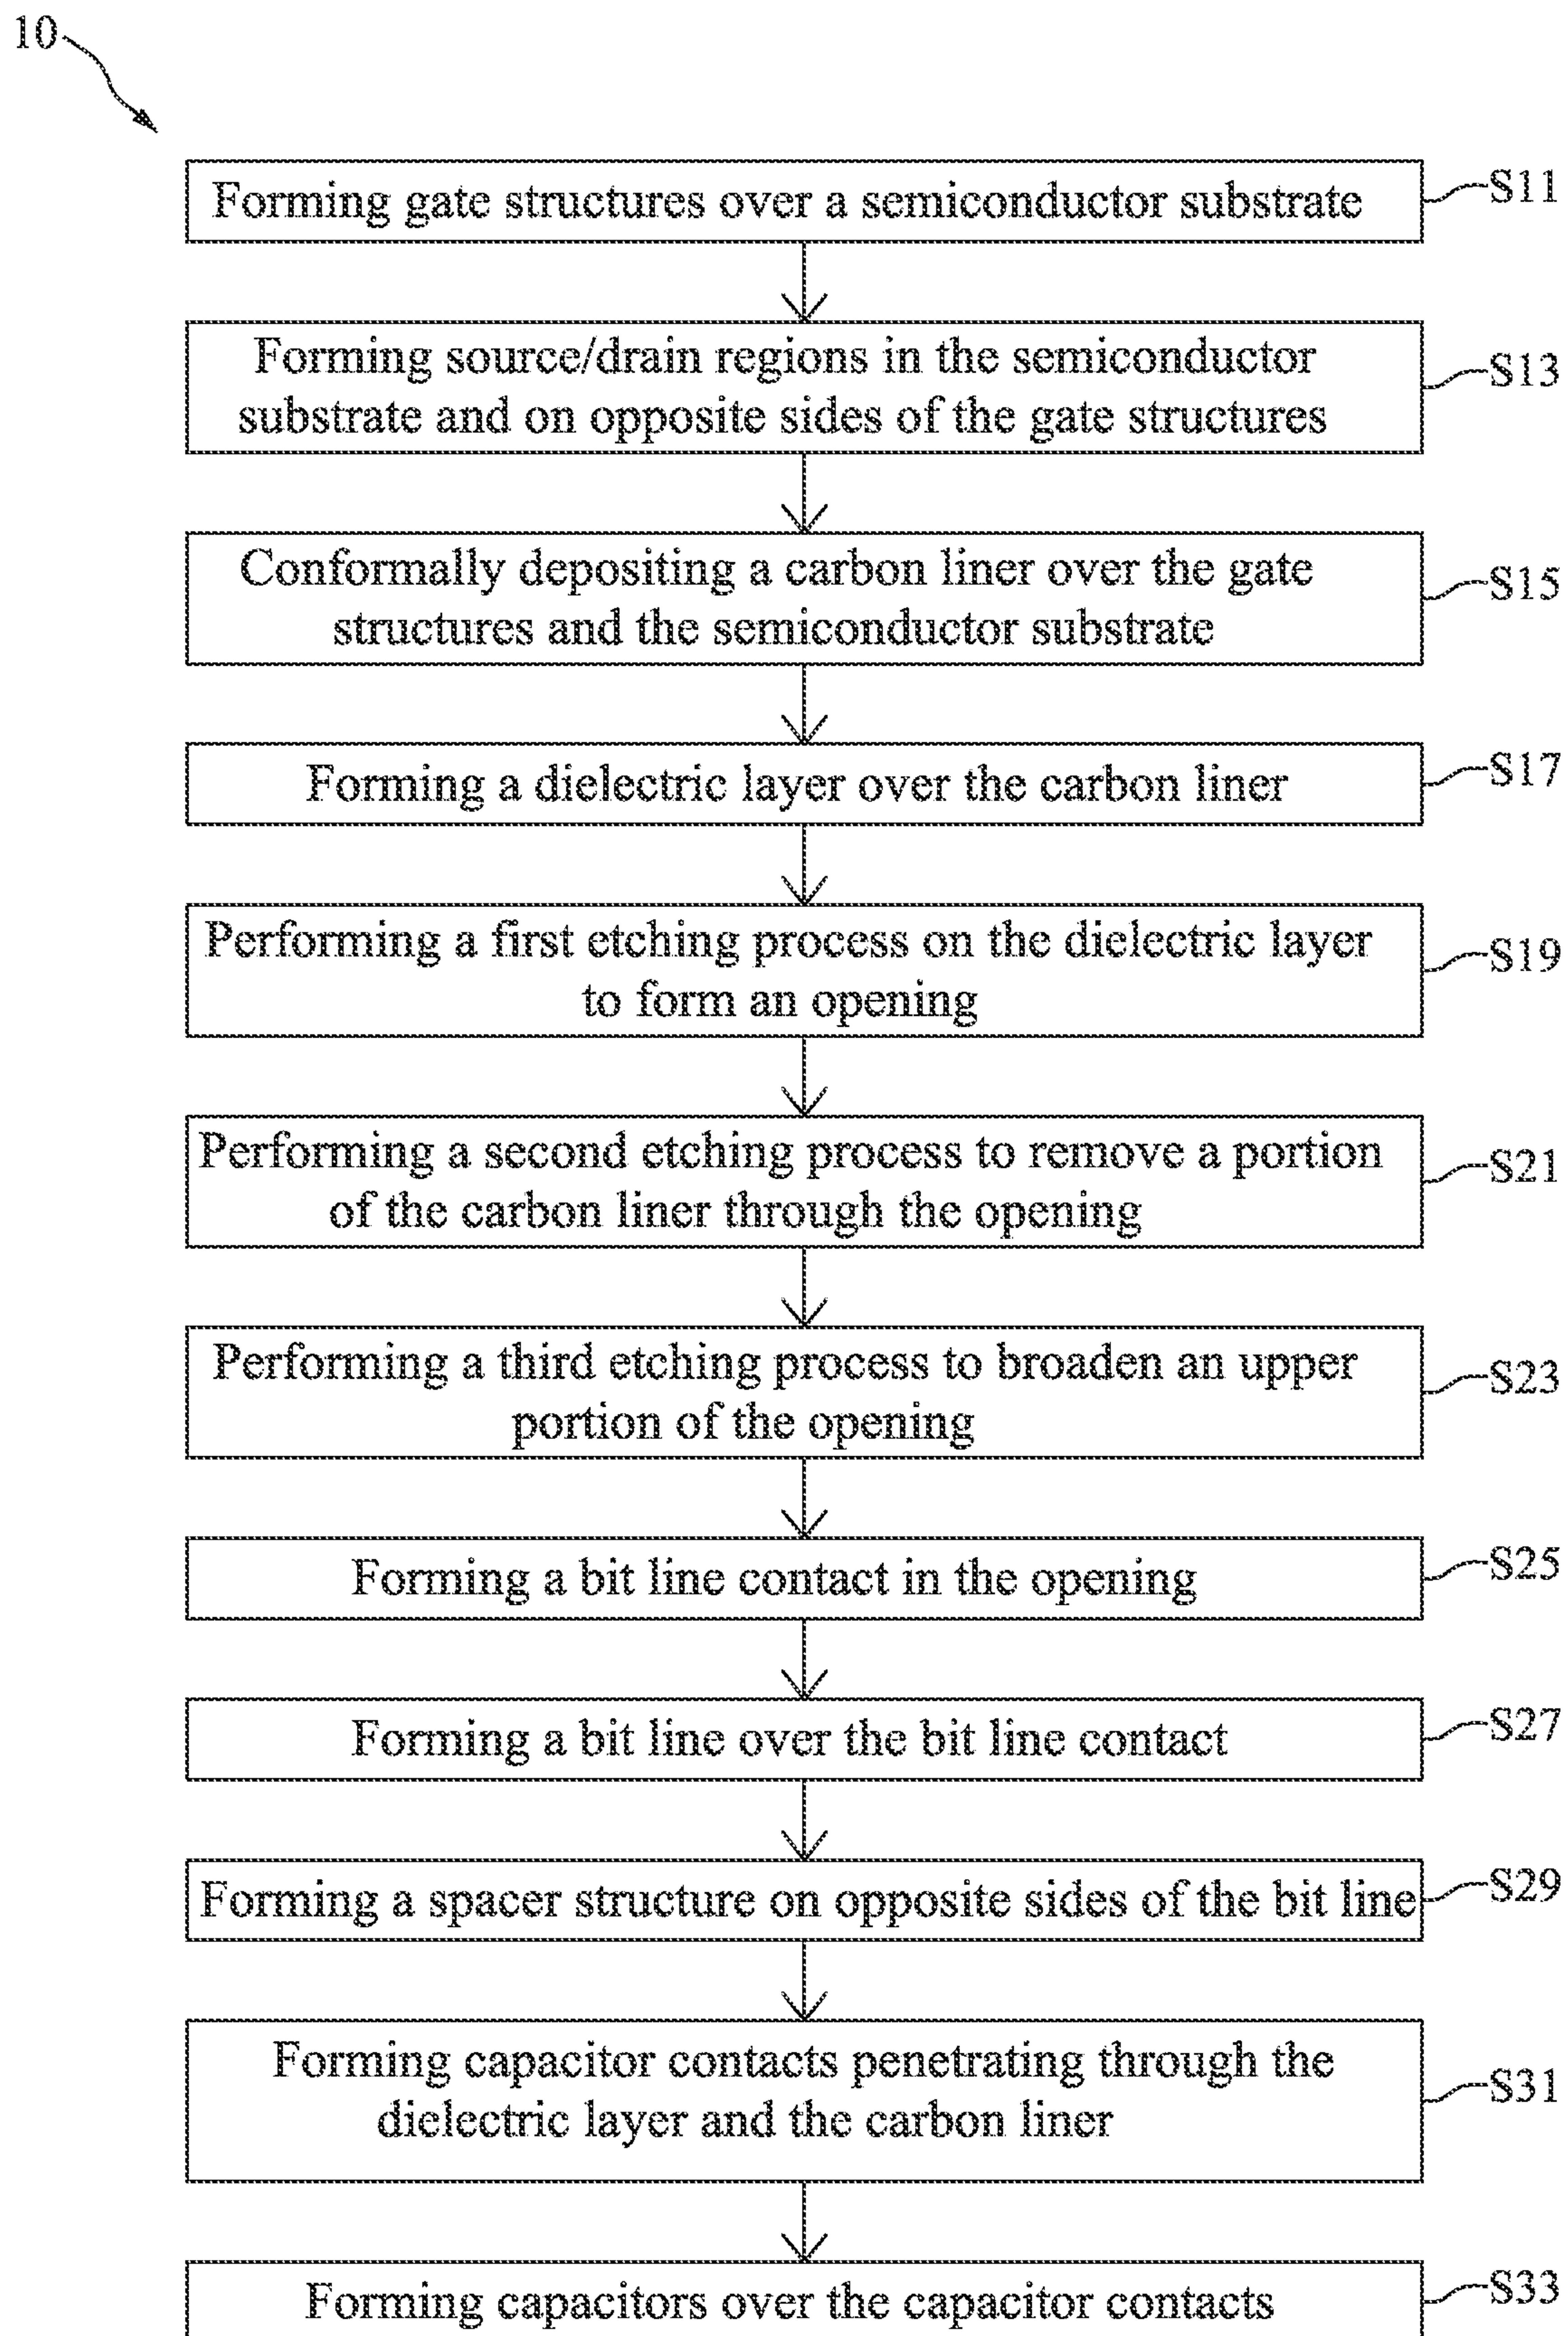 10
Forming gate structures over a semiconductor substrate
S11
Forming source/drain regions in the semiconductor
substrate and on opposite sides of the gate structures
S13
Conformally depositing a carbon liner over the gate
structures and the semiconductor substrate
S15
Forming a dielectric layer over the carbon liner
S17
Performing a first etching process on the dielectric layer
to form an opening
S19
Performing a second etching process to remove a portion
of the carbon liner through the opening
S21
Performing a third etching process to broaden an upper
portion of the opening
S23
Forming a bit line contact in the opening
S25
Forming a bit line over the bit line contact
S27
Forming a spacer structure on opposite sides of the bit line
S29
Forming capacitor contacts penetrating through the
dielectric layer and the carbon liner
S31
Forming capacitors over the capacitor contacts
S33